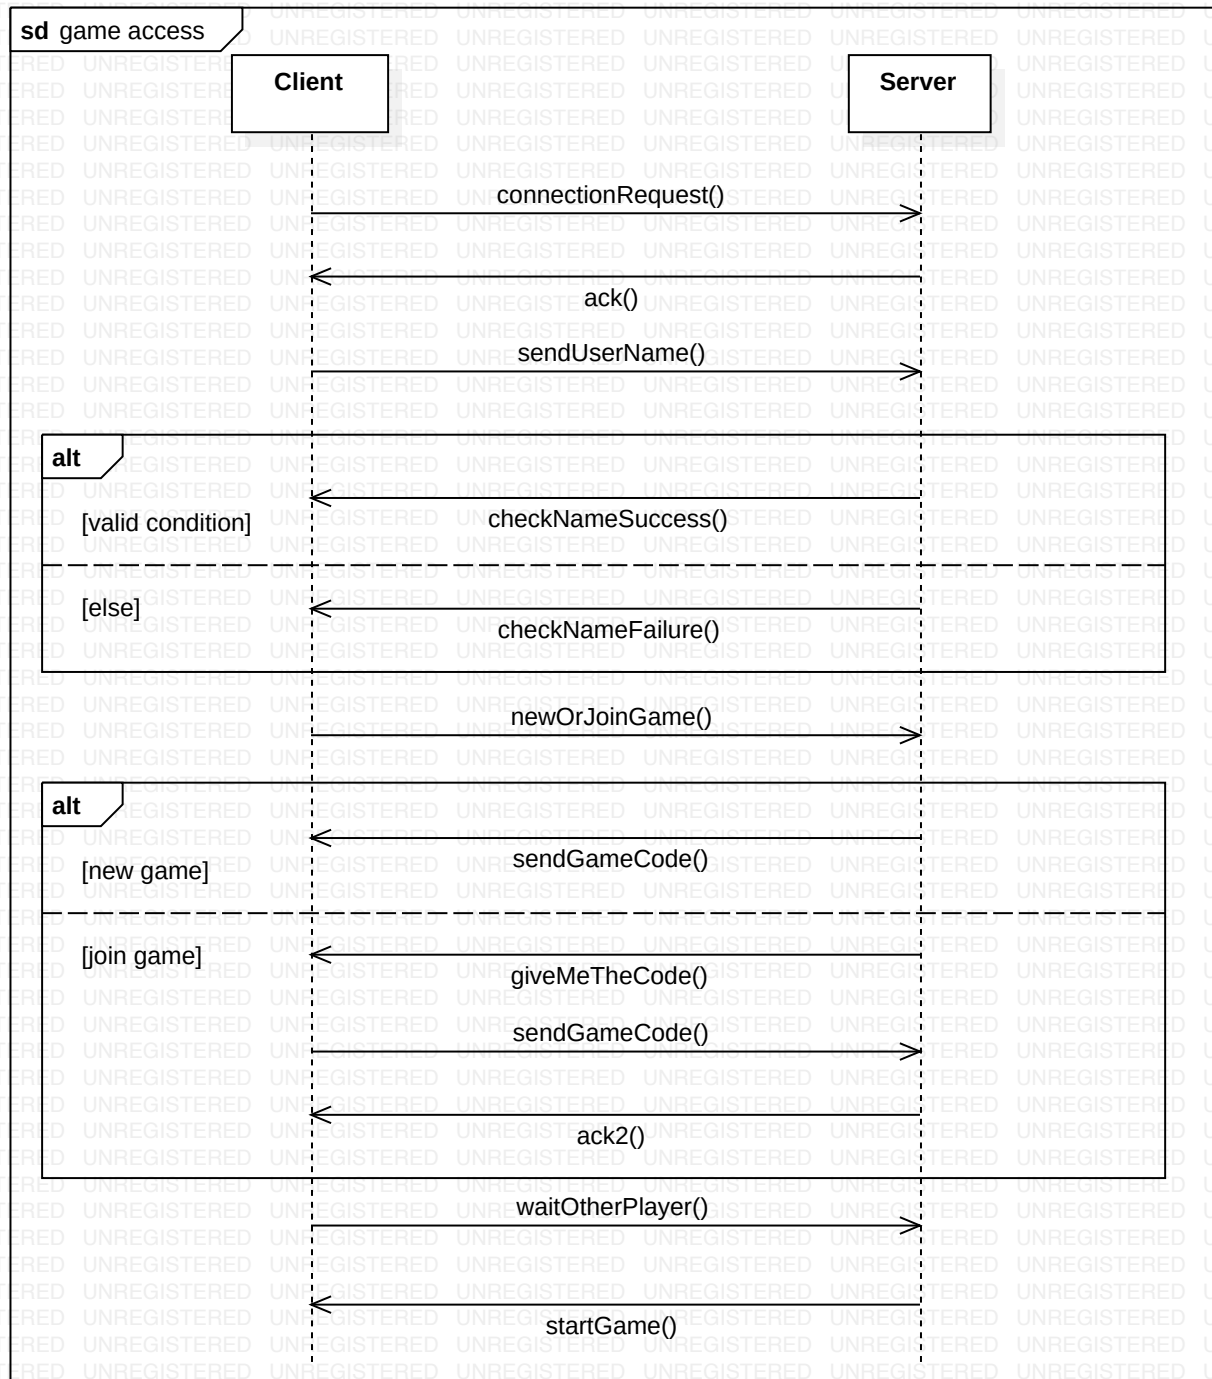 sd game access
Client
Server
connectionRequest()
ack()
sendUserName()
alt
checkNameSuccess()
[valid condition]
[else]
checkNameFailure()
newOrJoinGame()
alt
sendGameCode()
[new game]
[join game]
giveMeTheCode()
sendGameCode()
ack2()
waitOtherPlayer()
startGame()
UNREGISTERED